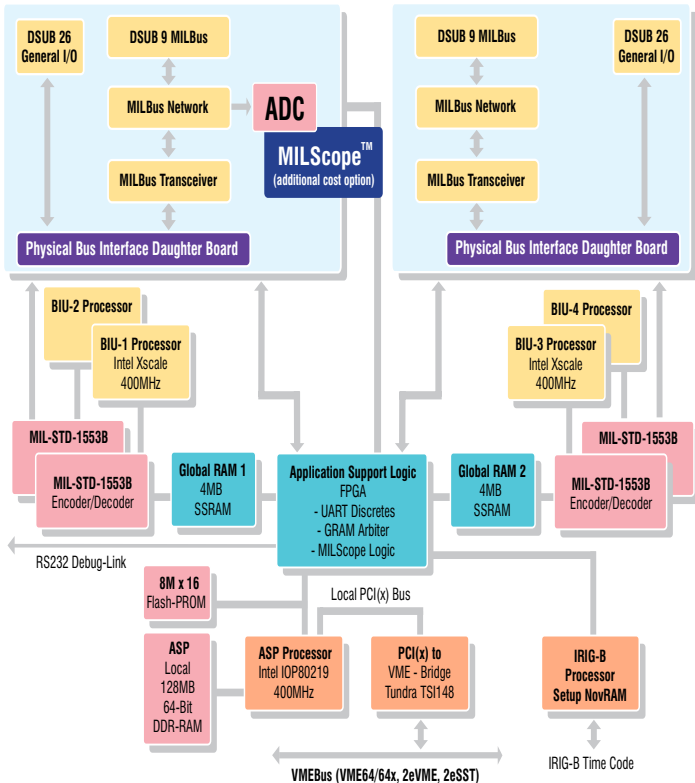 DSUB 26
General I/O
DSUB 9 MILBus
MILBus Network
ADC
MILScope™
(additional cost option)
MILBus Transceiver
Physical Bus Interface Daughter Board
DSUB 9 MILBus
DSUB 26
General I/O
MILBus Network
MILBus Transceiver
Physical Bus Interface Daughter Board
BIU-2 Processor
BIU-1 Processor
Intel Xscale
400MHz
BIU-4 Processor
BIU-3 Processor
Intel Xscale
400MHz
MIL-STD-1553B
MIL-STD-1553B
Encoder/Decoder
Global RAM 1
4MB
SSRAM
Application Support Logic
FPGA
- UART Discretes
- GRAM Arbiter
- MILScope Logic
Global RAM 2
4MB
SSRAM
MIL-STD-1553B
MIL-STD-1553B
Encoder/Decoder
RS232 Debug-Link
8M x 16
Flash-PROM
Local PCI(x) Bus
ASP
Local
128MB
64-Bit
DDR-RAM
ASP Processor
Intel IOP80219
400MHz
PCI(x) to
VME - Bridge
Tundra TSI148
IRIG-B
Processor
Setup NovRAM
IRIG-B Time Code
VMEBus (VME64/64x, 2eVME, 2eSST)